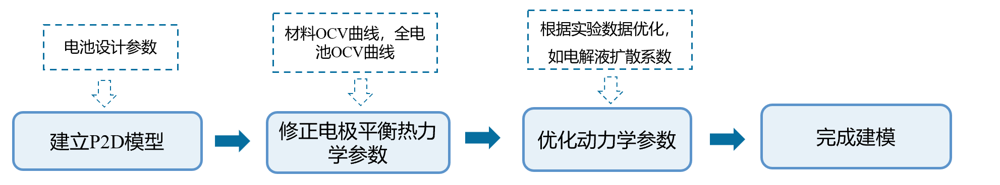 电池设计参数
材料OCV曲线，全电
池OCV曲线
根据实验数据优化，
如电解液扩散系数
建立P2D模型
修正电极平衡热力
学参数
优化动力学参数
完成建模